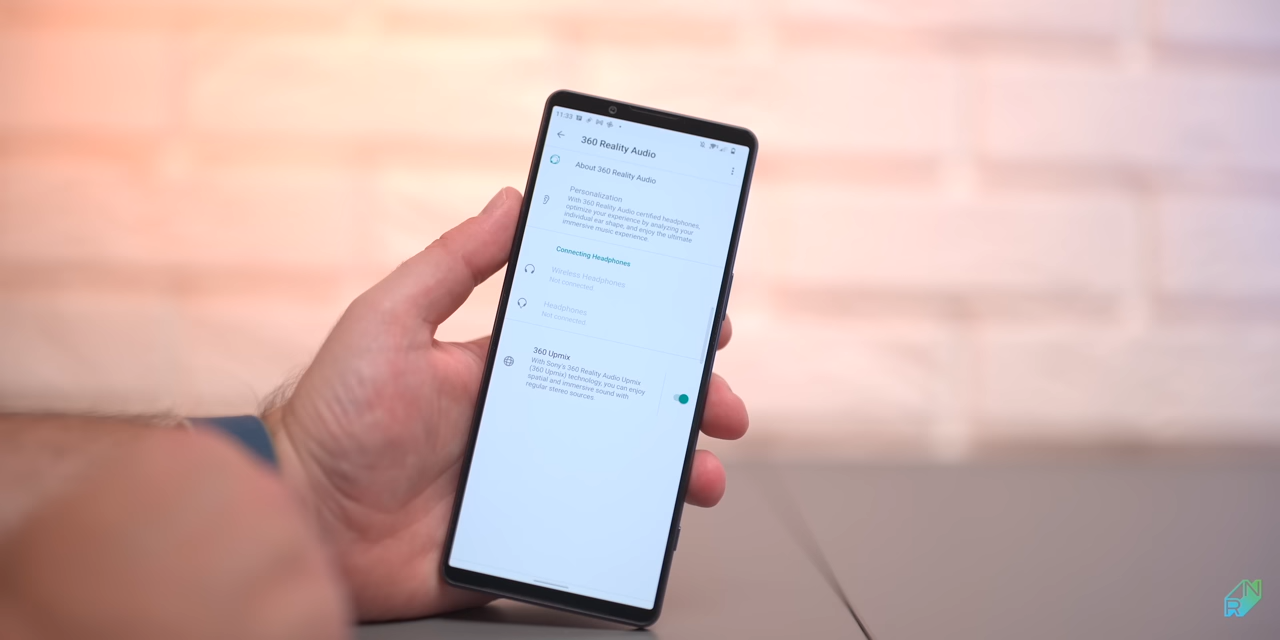 11:33
360 Reality Audio
About 360 Reality Audio
Personalization
With 360 Reality Audio certified headphones,
optimize your experience by analyzing your
individual ear shape, and enjoy the ultimate
immersive music experience.
Connecting Headphones
Wireless Headphones
Not connected.
Headphones
Not connected.
360 Upmix
With Sony's 360 Reality Audio Upmix
(360 Upmix) technology, you can enjoy
spatial and immersive sound with
regular stereo sources.
RN